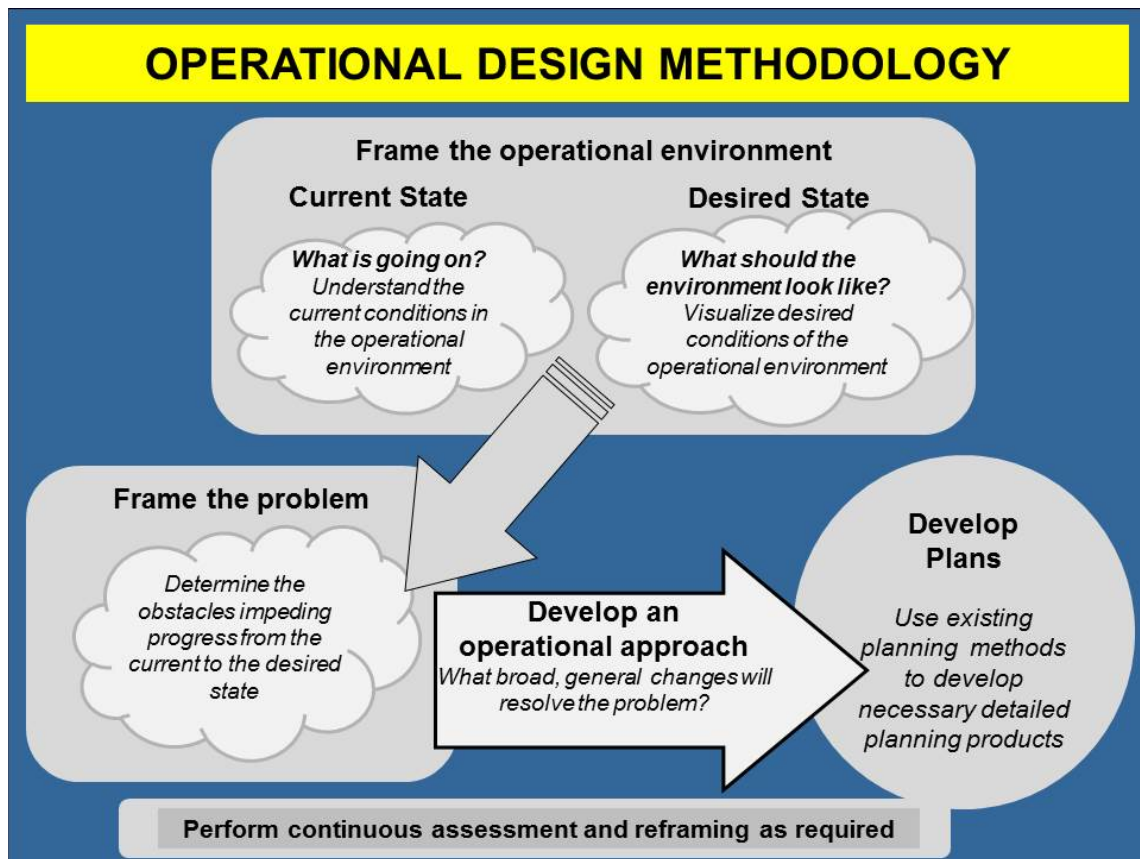 OPERATIONAL DESIGN METHODOLOGY
Frame the operational environment
Current State
What is going on?
Understand the
current conditions in
the operational
environment
Desired State
What should the
environment look like?
Visualize desired
conditions of the
operational environment
Frame the problem
Determine the
obstacles impeding
progress from the
current to the desired
state
Develop an
operational approach
What broad, general changes will
resolve the problem?
Develop
Plans
Use existing
planning methods
to develop
necessary detailed
planning products
Perform continuous assessment and reframing as required